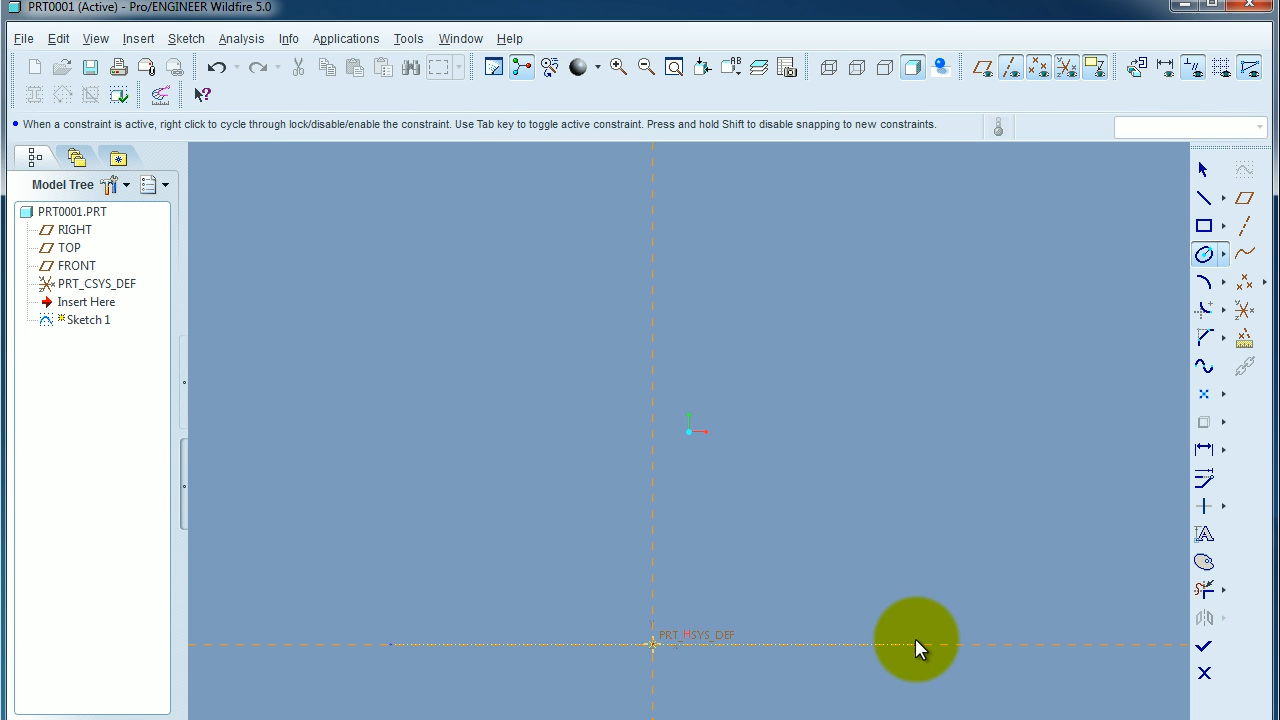 PRT0001 (Active) - Pro/ENGINEER Wildfire 5.0
File Edit View Insert Sketch Analysis Info Applications Tools Window Help
When a constraint is active, right click to cycle through lock/disable/enable the constraint. Use Tab key to toggle active constraint. Press and hold Shift to disable snapping to new constraints.
Model Tree
PRT0001.PRT
RIGHT
TOP
FRONT
PRT_CSYS_DEF
Insert Here
Sketch 1
PRT_HSYS_DEF